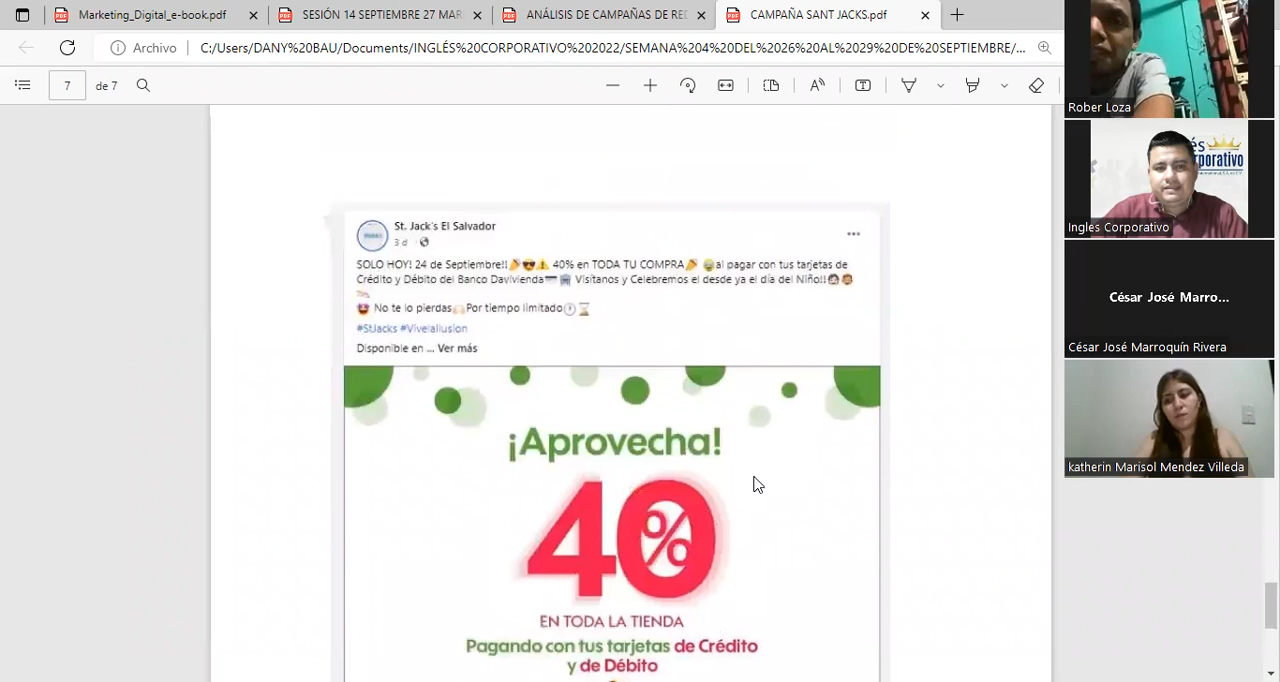 Marketing_Digital_e-book.pdf
SESIÓN 14 SEPTIEMBRE 27 MAR
ANÁLISIS DE CAMPAÑAS DE RED
CAMPAÑA SANT JACKS.pdf
Archivo
C:/Users/DANY%20BAU/Documents/INGLÉS%20CORPORATIVO%202022/SEMANA%204%20DEL%2026%20AL%2029%20DE%20SEPTIEMBRE/...
7 de 7
St. Jack's El Salvador
3 d
SOLO HOY! 24 de Septiembre!! 40% en TODA TU COMPRA al pagar con tus tarjetas de
Crédito y Débito del Banco Davivienda Visítanos y Celebremos el desde ya el día del Niño!!
No te lo pierdas Por tiempo limitado
#StJacks #Vivelailusion
Disponible en ... Ver más
¡Aprovecha!
40%
EN TODA LA TIENDA
Pagando con tus tarjetas de Crédito
y de Débito
Rober Loza
és
rporativo
Ingles Corporativo
César José Marro...
César José Marroquín Rivera
katherin Marisol Mendez Villeda